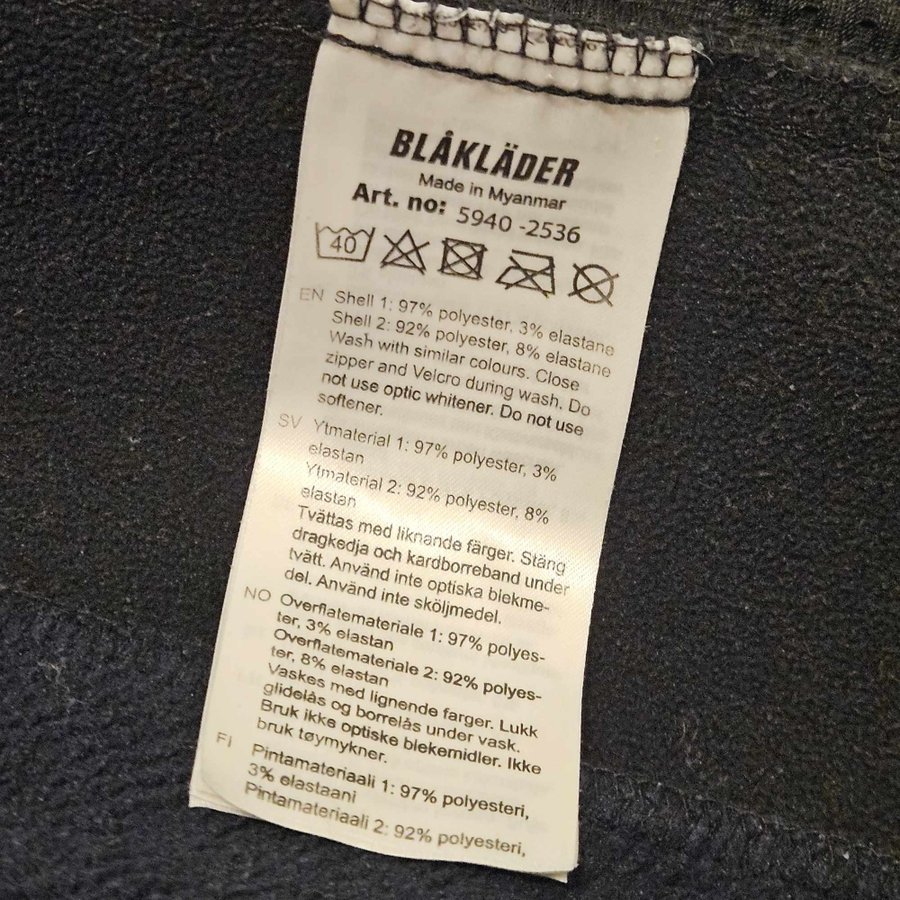 BLÅKLÄDER
Made in Myanmar
Art. no: 5940 -2536
40
EN Shell 1: 97% polyester, 3% elastane
Shell 2: 92% polyester, 8% elastane
Wash with similar colours. Close
zipper and Velcro during wash. Do
not use optic whitener. Do not use
softener.
SV Ytmaterial 1: 97% polyester, 3%
elastan
Ytmaterial 2: 92% polyester, 8%
elastan
Tvättas med liknande färger. Stäng
dragkedja och kardborreband under
tvätt. Använd inte optiska blekme-
del. Använd inte sköljmedel.
NO Overflatemateriale 1: 97% polyes-
ter, 3% elastan
Overflatemateriale 2: 92% polyes-
ter, 8% elastan
Vaskes med lignende farger. Lukk
glidelås og borrelås under vask.
Bruk ikke optiske blekemidler. Ikke
bruk tøymykner.
FI Pintamateriaali 1: 97% polyesteri,
3% elastaani
Pintamateriaali 2: 92% polyesteri,